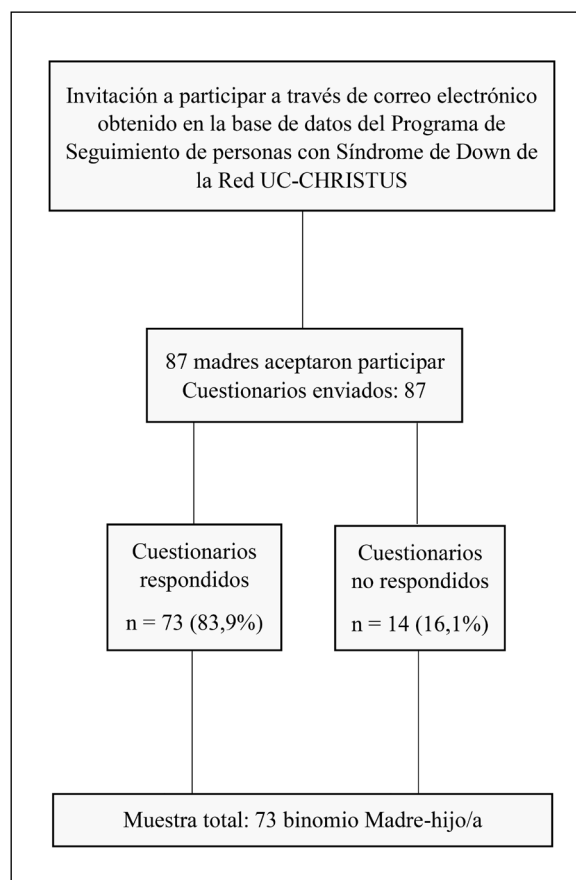 Invitación a participar a través de correo electrónico
obtenido en la base de datos del Programa de
Seguimiento de personas con Síndrome de Down de
la Red UC-CHRISTUS
87 madres aceptaron participar
Cuestionarios enviados: 87
Cuestionarios
respondidos
n = 73 (83,9%)
Cuestionarios
no respondidos
n = 14 (16,1%)
Muestra total: 73 binomio Madre-hijo/a